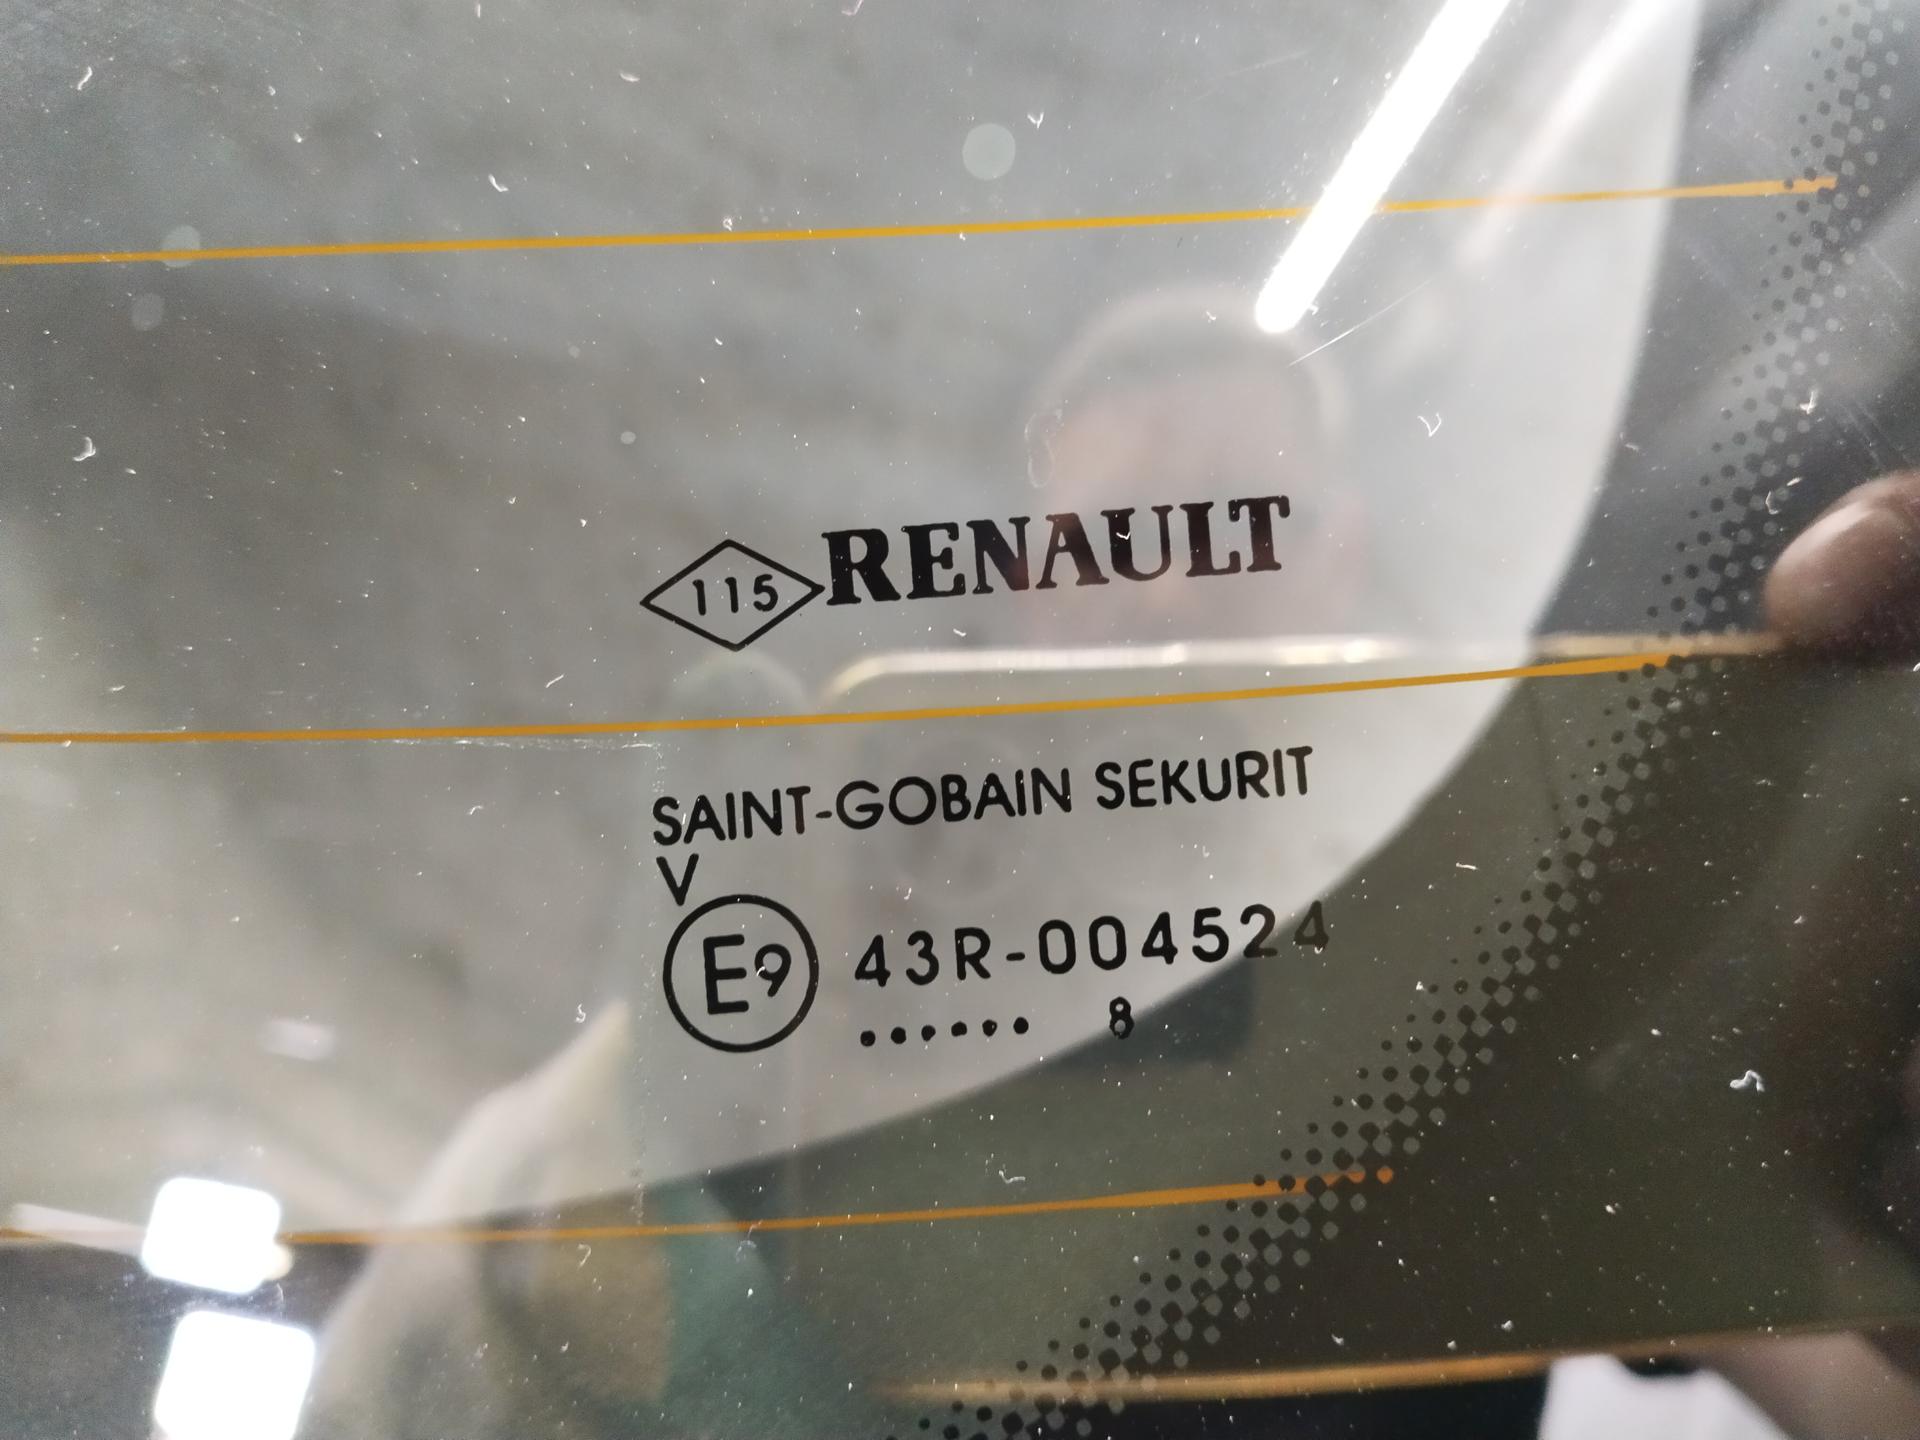 115 RENAULT
SAINT-GOBAIN SEKURIT
V
E9 43R-004524
...... 8